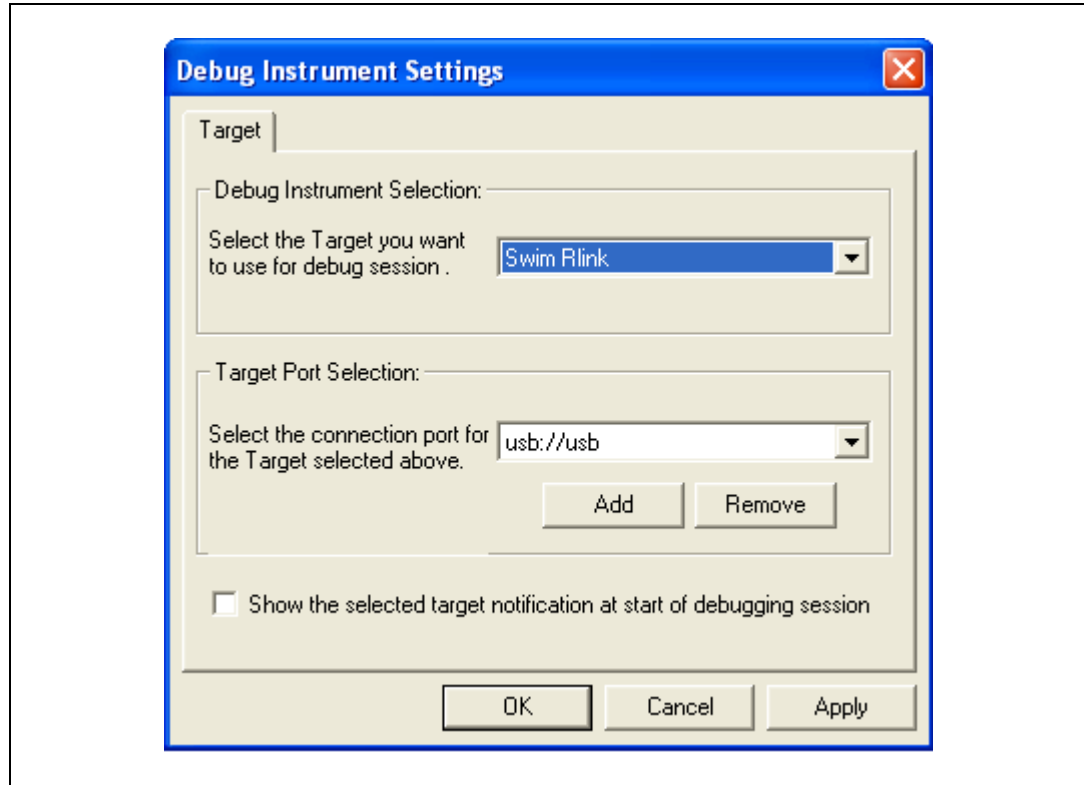 Debug Instrument Settings
Target
Debug Instrument Selection:
Select the Target you want
to use for debug session .
Swim Rlink
Target Port Selection:
Select the connection port for
the Target selected above.
usb://usb
Add
Remove
Show the selected target notification at start of debugging session
OK
Cancel
Apply